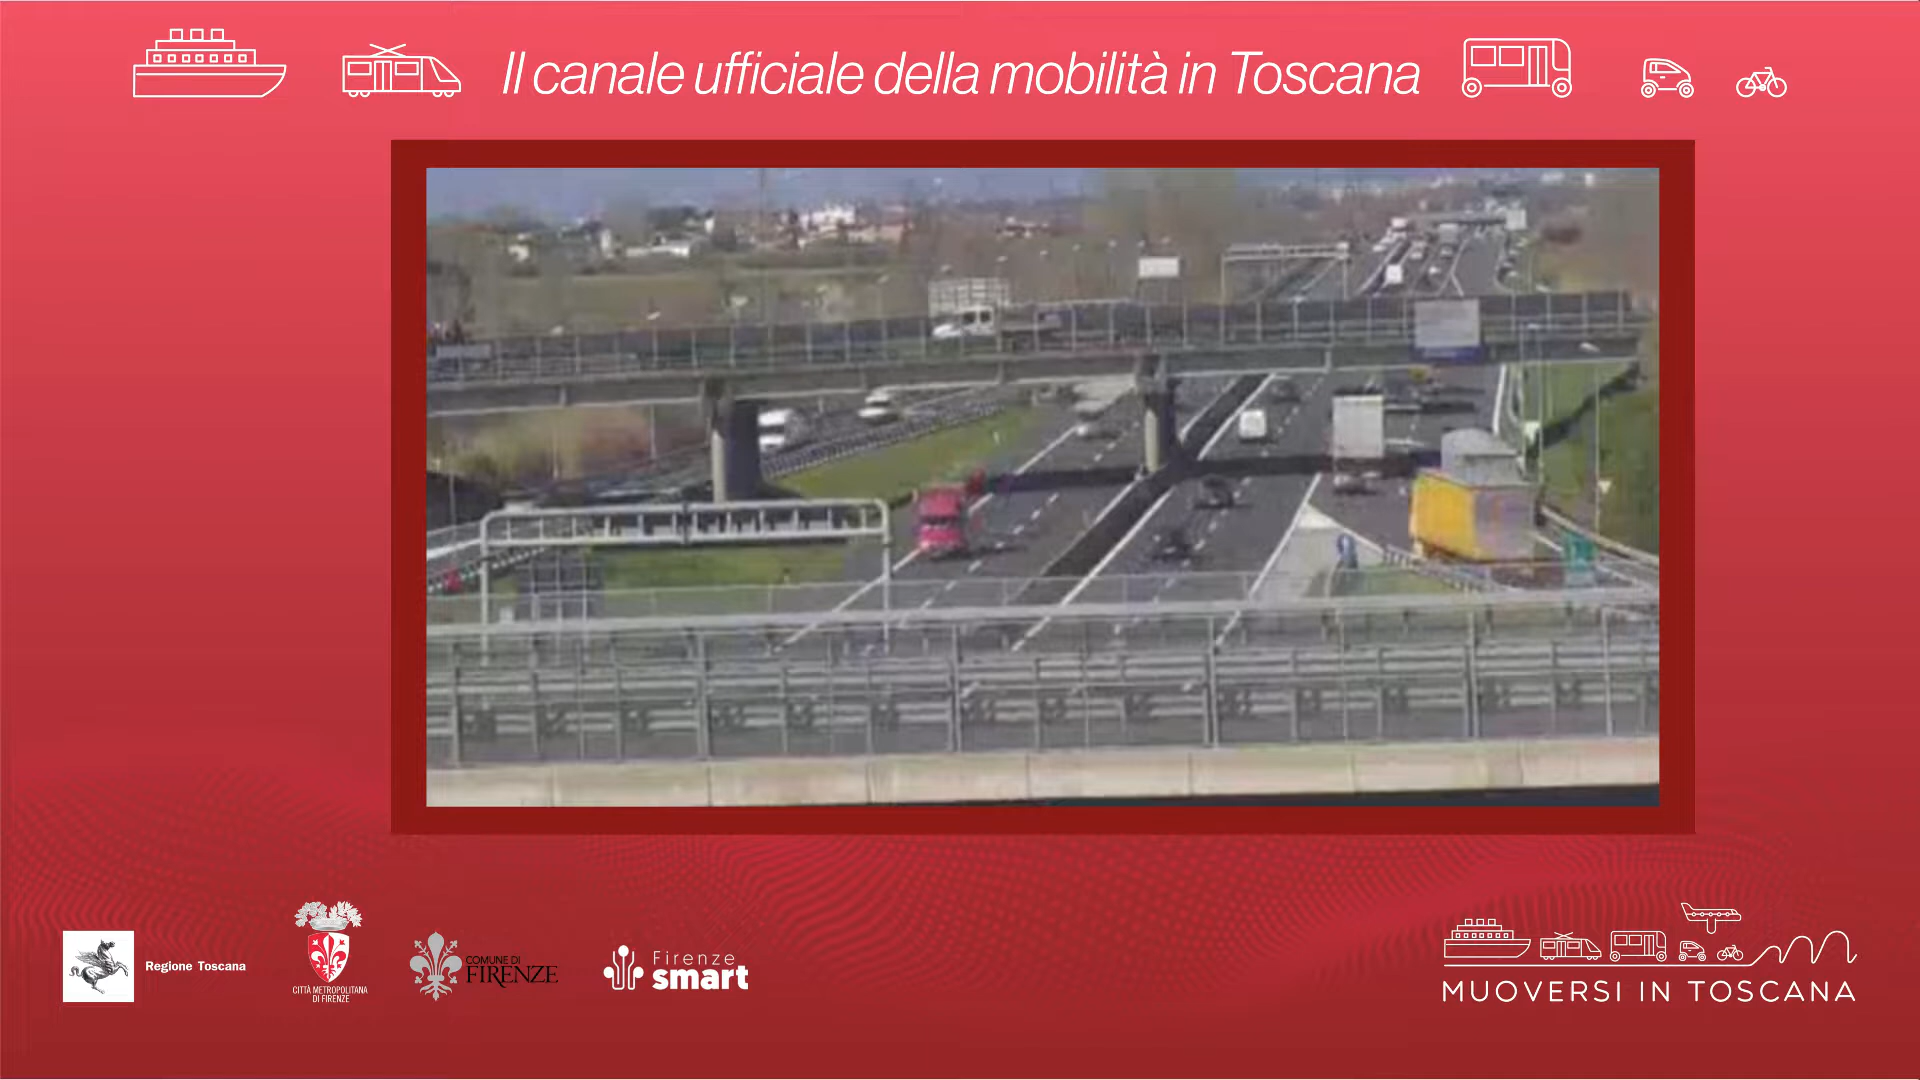 Il canale ufficiale della mobilità in Toscana
Regione Toscana
CITTÀ METROPOLITANA
DI FIRENZE
COMUNE DI
FIRENZE
Firenze
smart
MUOVERSI IN TOSCANA